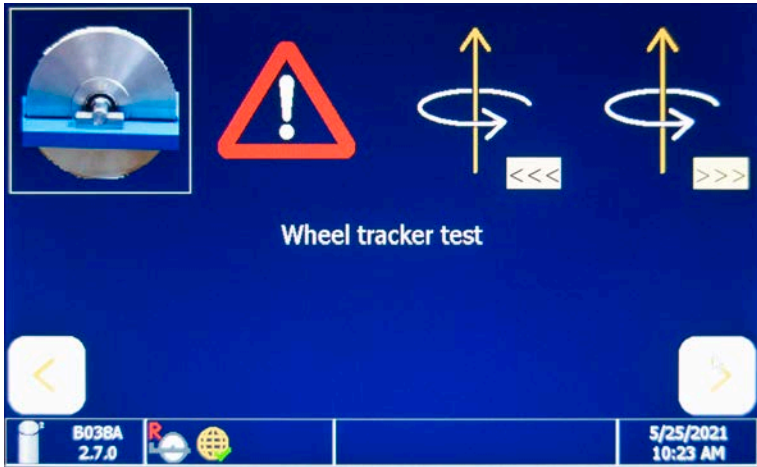 <<< >>>
Wheel tracker test
B038A
2.7.0
R
5/25/2021
10:23 AM